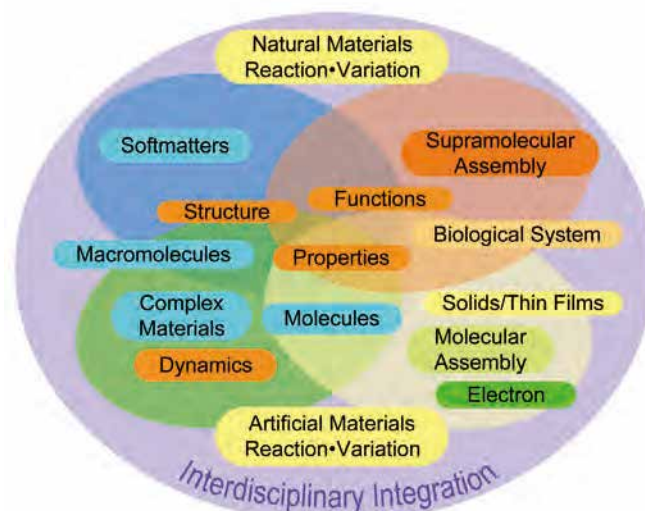 Natural Materials
Reaction•Variation
Softmatters
Supramolecular
Assembly
Functions
Structure
Biological System
Macromolecules
Properties
Complex
Materials
Molecules
Solids/Thin Films
Molecular
Assembly
Dynamics
Electron
Artificial Materials
Reaction•Variation
Interdisciplinary Integration